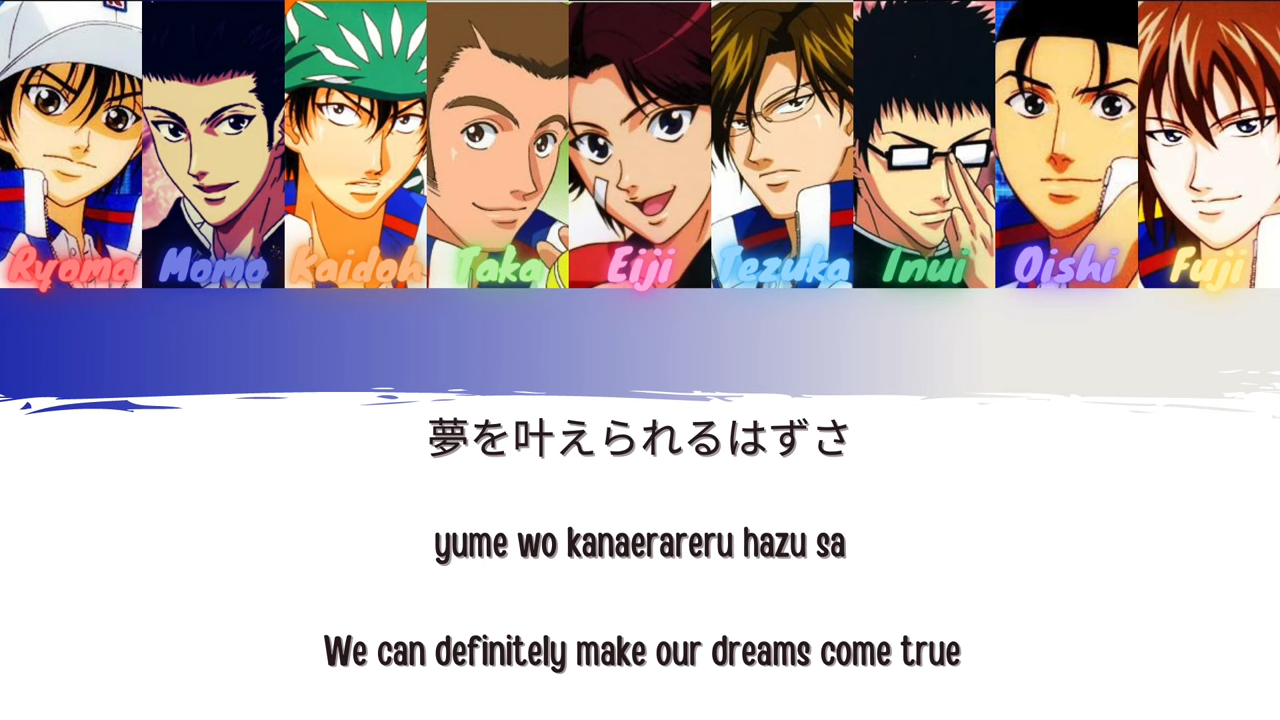 Ryoma Momo Kaidoh Taka Eiji Tezuka Inui Oishi Fuji
夢を叶えられるはずさ
yume wo kanaerareru hazu sa
We can definitely make our dreams come true